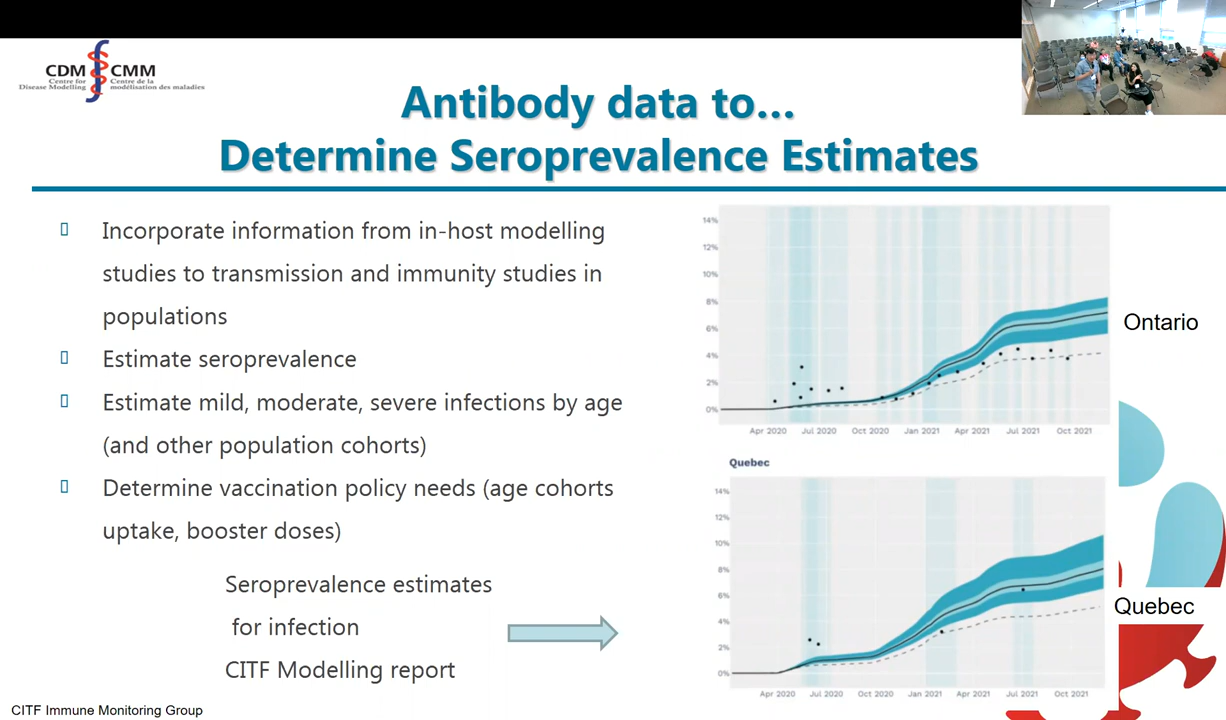 CDM CMM
Centre for Disease Modelling
Centre de la modélisation des maladies
Antibody data to...
Determine Seroprevalence Estimates
Incorporate information from in-host modelling
studies to transmission and immunity studies in
populations
Estimate seroprevalence
Estimate mild, moderate, severe infections by age
(and other population cohorts)
Determine vaccination policy needs (age cohorts
uptake, booster doses)
Seroprevalence estimates
for infection
CITF Modelling report
CITF Immune Monitoring Group
14%
12%
10%
8%
6%
4%
2%
0%
Apr 2020 Jul 2020 Oct 2020 Jan 2021 Apr 2021 Jul 2021 Oct 2021
Ontario
Quebec
14%
12%
10%
8%
6%
4%
2%
0%
Apr 2020 Jul 2020 Oct 2020 Jan 2021 Apr 2021 Jul 2021 Oct 2021
Quebec